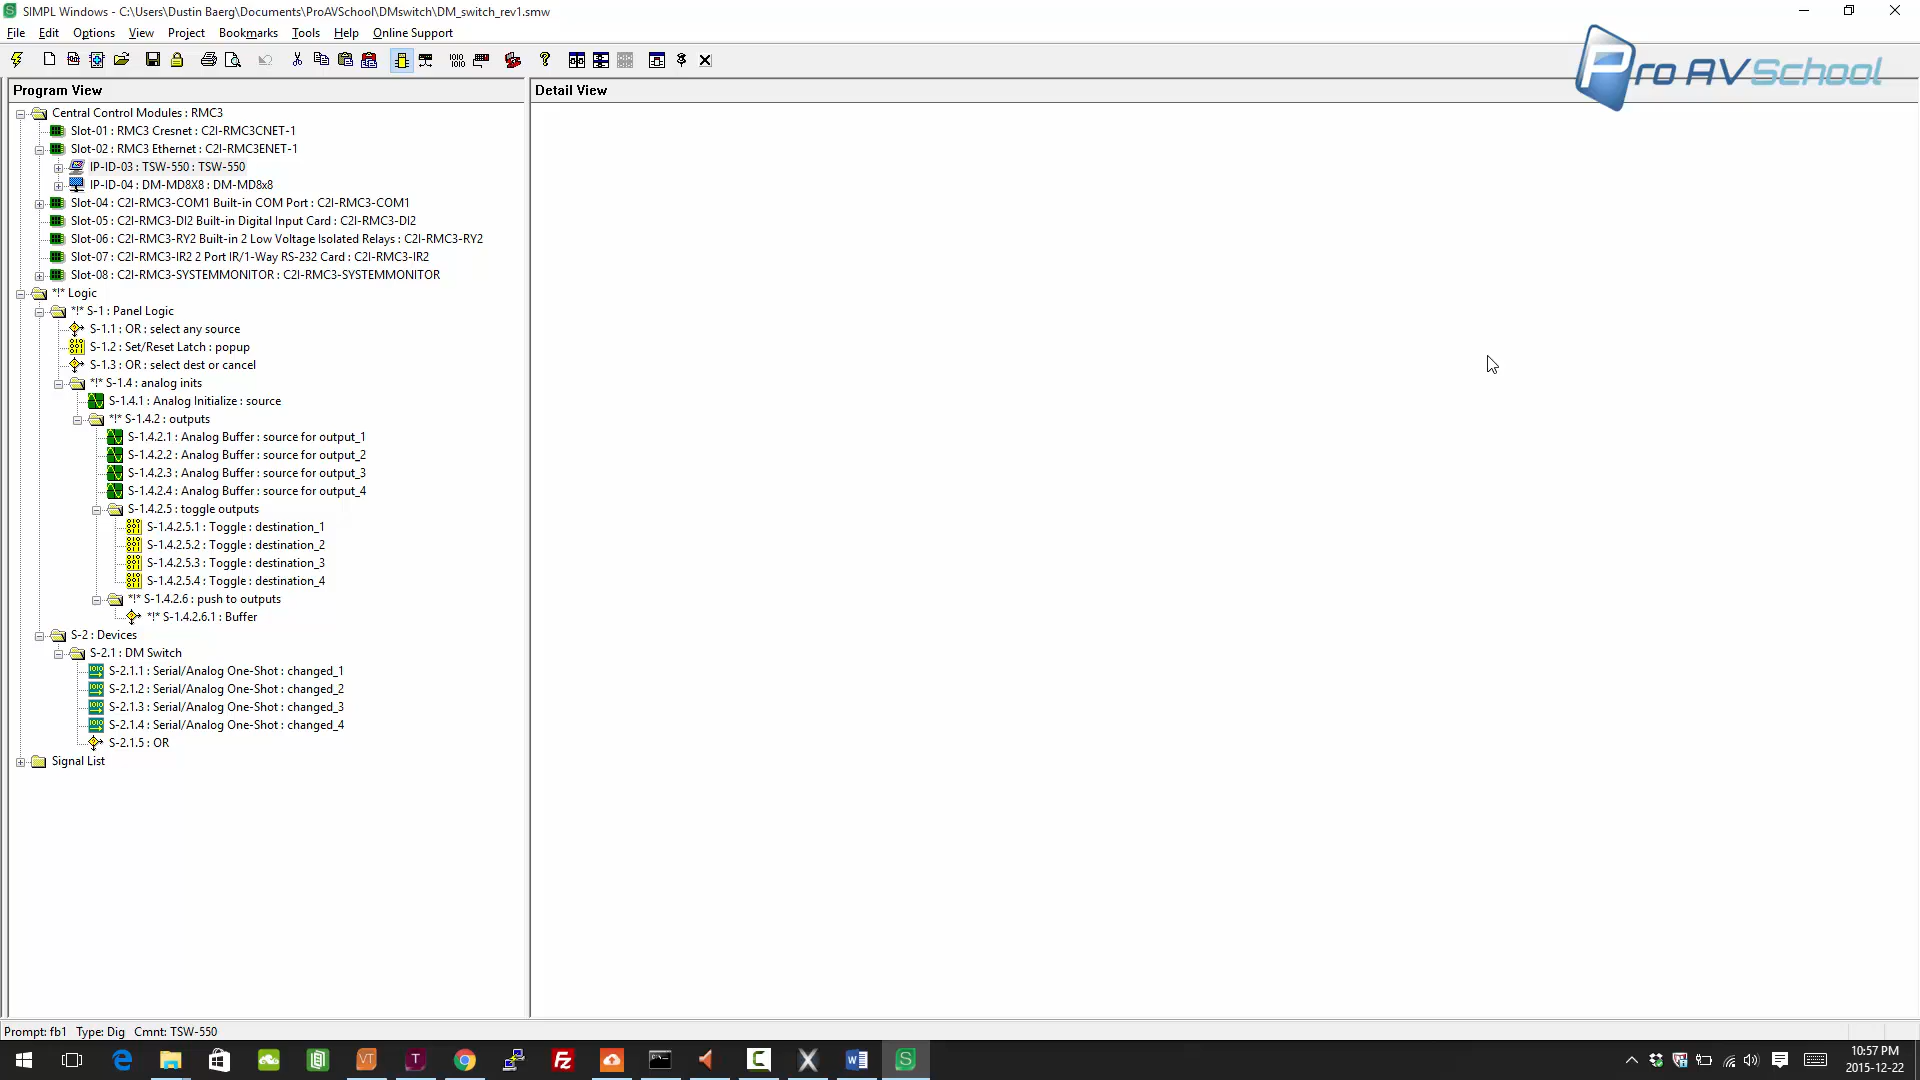 SIMPL Windows - C:\Users\Dustin Baerg\Documents\ProAVSchool\DMswitch\DM_switch_rev1.smw
File Edit Options View Project Bookmarks Tools Help Online Support
Pro AVSchool
Program View
Detail View
Central Control Modules : RMC3
Slot-01 : RMC3 Cresnet : C2I-RMC3CNET-1
Slot-02 : RMC3 Ethernet : C2I-RMC3ENET-1
IP-ID-03 : TSW-550 : TSW-550
IP-ID-04 : DM-MD8X8 : DM-MD8x8
Slot-04 : C2I-RMC3-COM1 Built-in COM Port : C2I-RMC3-COM1
Slot-05 : C2I-RMC3-DI2 Built-in Digital Input Card : C2I-RMC3-DI2
Slot-06 : C2I-RMC3-RY2 Built-in 2 Low Voltage Isolated Relays : C2I-RMC3-RY2
Slot-07 : C2I-RMC3-IR2 2 Port IR/1-Way RS-232 Card : C2I-RMC3-IR2
Slot-08 : C2I-RMC3-SYSTEMMONITOR : C2I-RMC3-SYSTEMMONITOR
*!* Logic
*!* S-1 : Panel Logic
S-1.1 : OR : select any source
S-1.2 : Set/Reset Latch : popup
S-1.3 : OR : select dest or cancel
*!* S-1.4 : analog inits
S-1.4.1 : Analog Initialize : source
*!* S-1.4.2 : outputs
S-1.4.2.1 : Analog Buffer : source for output_1
S-1.4.2.2 : Analog Buffer : source for output_2
S-1.4.2.3 : Analog Buffer : source for output_3
S-1.4.2.4 : Analog Buffer : source for output_4
S-1.4.2.5 : toggle outputs
S-1.4.2.5.1 : Toggle : destination_1
S-1.4.2.5.2 : Toggle : destination_2
S-1.4.2.5.3 : Toggle : destination_3
S-1.4.2.5.4 : Toggle : destination_4
*!* S-1.4.2.6 : push to outputs
*!* S-1.4.2.6.1 : Buffer
S-2 : Devices
S-2.1 : DM Switch
S-2.1.1 : Serial/Analog One-Shot : changed_1
S-2.1.2 : Serial/Analog One-Shot : changed_2
S-2.1.3 : Serial/Analog One-Shot : changed_3
S-2.1.4 : Serial/Analog One-Shot : changed_4
S-2.1.5 : OR
Signal List
Prompt: fb1 Type: Dig Cmnt: TSW-550
10:57 PM
2015-12-22